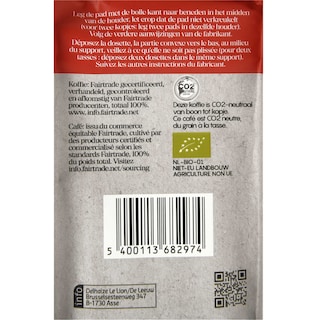 Leg de pad met de bolle kant naar beneden in het midden
van de houder, let erop dat de pad niet verkreukelt
(voor twee kopjes: leg twee pads in dezelfde houder).
Volg de verdere aanwijzingen van de fabrikant.
Déposez la dosette, la partie convexe vers le bas, au milieu
du support, veillez à ce qu'elle ne soit pas plissée (pour deux
tasses : déposez deux dosettes dans le même support).
Suivez les autres instructions du fabricant.
Koffie: Fairtrade gecertificeerd,
verhandeld, gecontroleerd
en afkomstig van Fairtrade
producenten, totaal 100%.
www.info.fairtrade.net
Café : issu du commerce
équitable Fairtrade, cultivé par
des producteurs certifiés et
commercialisé selon les
standards Fairtrade, 100%
du poids total. Visitez
info.fairtrade.net/sourcing
CO2
Deze koffie is CO2-neutraal
van boon tot kopje.
Ce café est CO2 neutre,
du grain à la tasse.
NL-BIO-01
NIET-EU LANDBOUW
AGRICULTURE NON UE
5 400113 682974
info
Delhaize Le Lion/De Leeuw
Brusselsesteenweg 347
B-1730 Asse